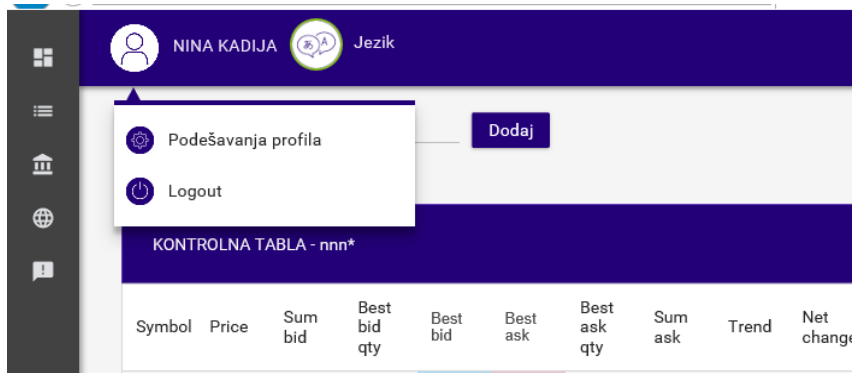 NINA KADIJA
あ A
Jezik
Podešavanja profila
Dodaj
Logout
KONTROLNA TABLA - nnn*
Symbol Price Sum bid Best bid qty Best bid Best ask Best ask qty Sum ask Trend Net change